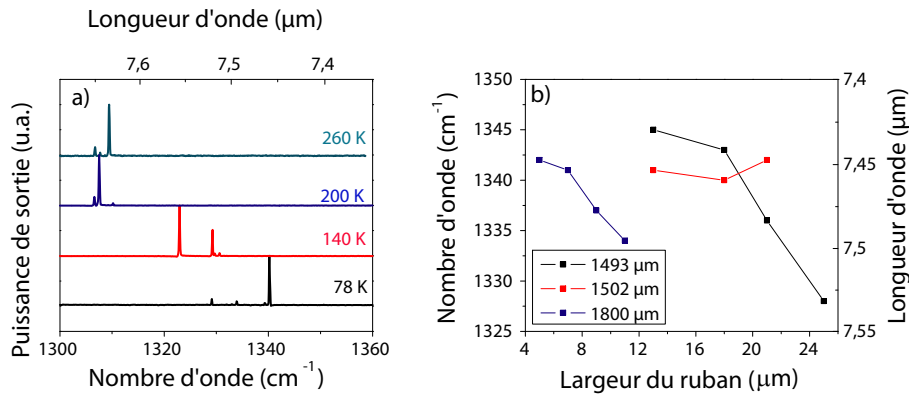 Longueur d'onde (µm)
7,6 7,5 7,4
a)
Puissance de sortie (u.a.)
260 K
200 K
140 K
78 K
1300 1320 1340 1360
Nombre d'onde (cm⁻¹)
b)
Nombre d'onde (cm⁻¹)
1350
1345
1340
1335
1330
1325
7,4
7,45
7,5
7,55
Longueur d'onde (µm)
1493 µm
1502 µm
1800 µm
4 8 12 16 20 24
Largeur du ruban (µm)